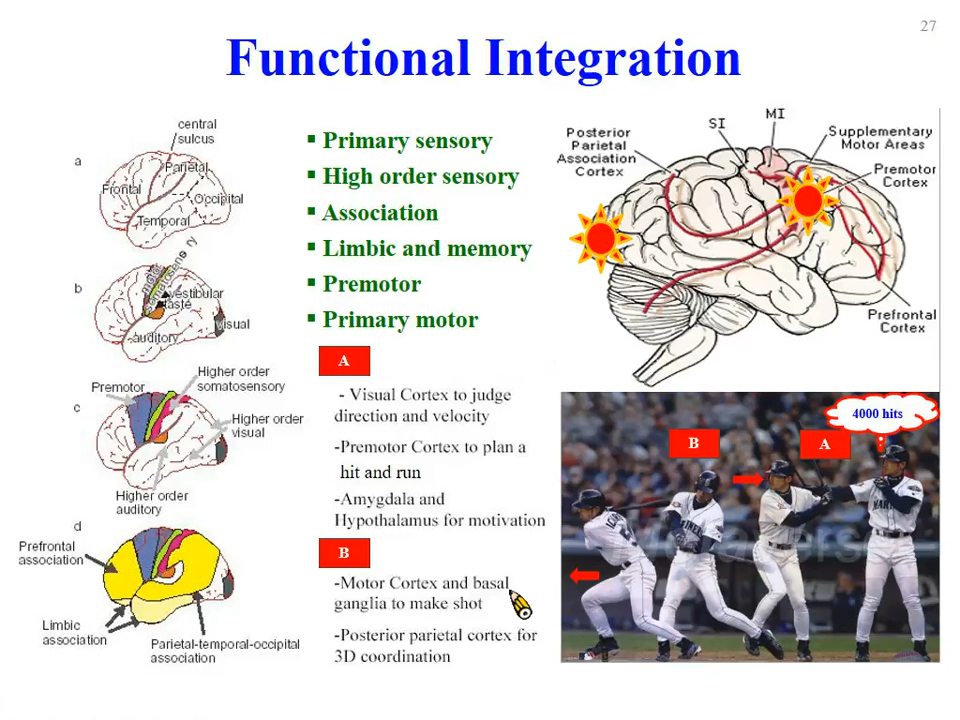 27
Functional Integration
central
sulcus
a
Parietal
Frontal
Occipital
Temporal
b
motor
vestibular
taste
visual
auditory
Premotor
Higher order
somatosensory
c
Higher order
visual
Higher order
auditory
d
Prefrontal
association
Limbic
association
Parietal-temporal-occipital
association
▪ Primary sensory
▪ High order sensory
▪ Association
▪ Limbic and memory
▪ Premotor
▪ Primary motor
A
- Visual Cortex to judge
direction and velocity
-Premotor Cortex to plan a
hit and run
-Amygdala and
Hypothalamus for motivation
B
-Motor Cortex and basal
ganglia to make shot
-Posterior parietal cortex for
3D coordination
SI
MI
Posterior
Parietal
Association
Cortex
Supplementary
Motor Areas
Premotor
Cortex
Prefrontal
Cortex
4000 hits
B
A